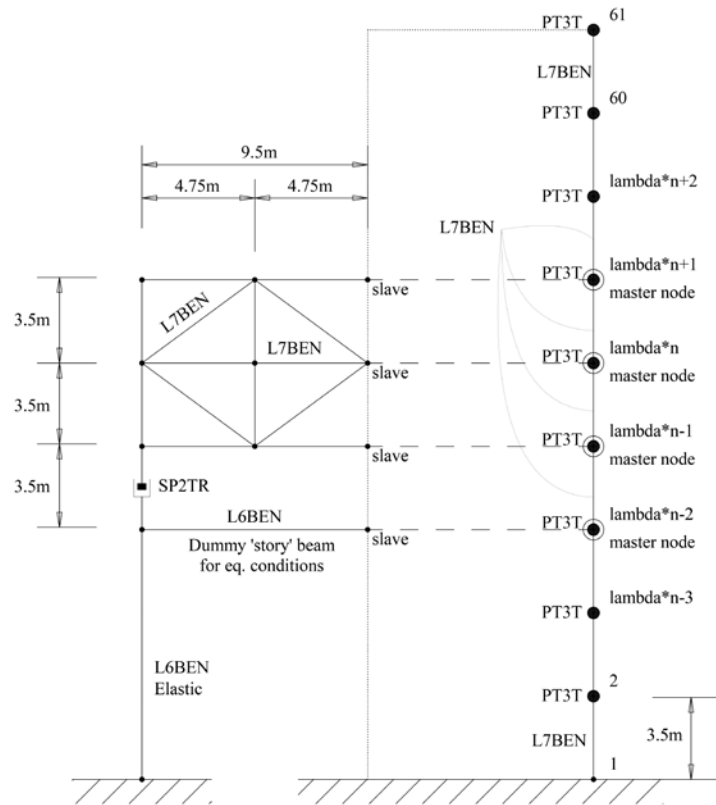 PT3T
61
L7BEN
PT3T
60
9.5m
4.75m
4.75m
PT3T
lambda*n+2
L7BEN
PT3T
lambda*n+1
master node
slave
3.5m
L7BEN
L7BEN
PT3T
lambda*n
master node
slave
3.5m
PT3T
lambda*n-1
master node
slave
3.5m
SP2TR
L6BEN
PT3T
lambda*n-2
master node
slave
Dummy 'story' beam
for eq. conditions
PT3T
lambda*n-3
L6BEN
Elastic
PT3T
2
3.5m
L7BEN
1